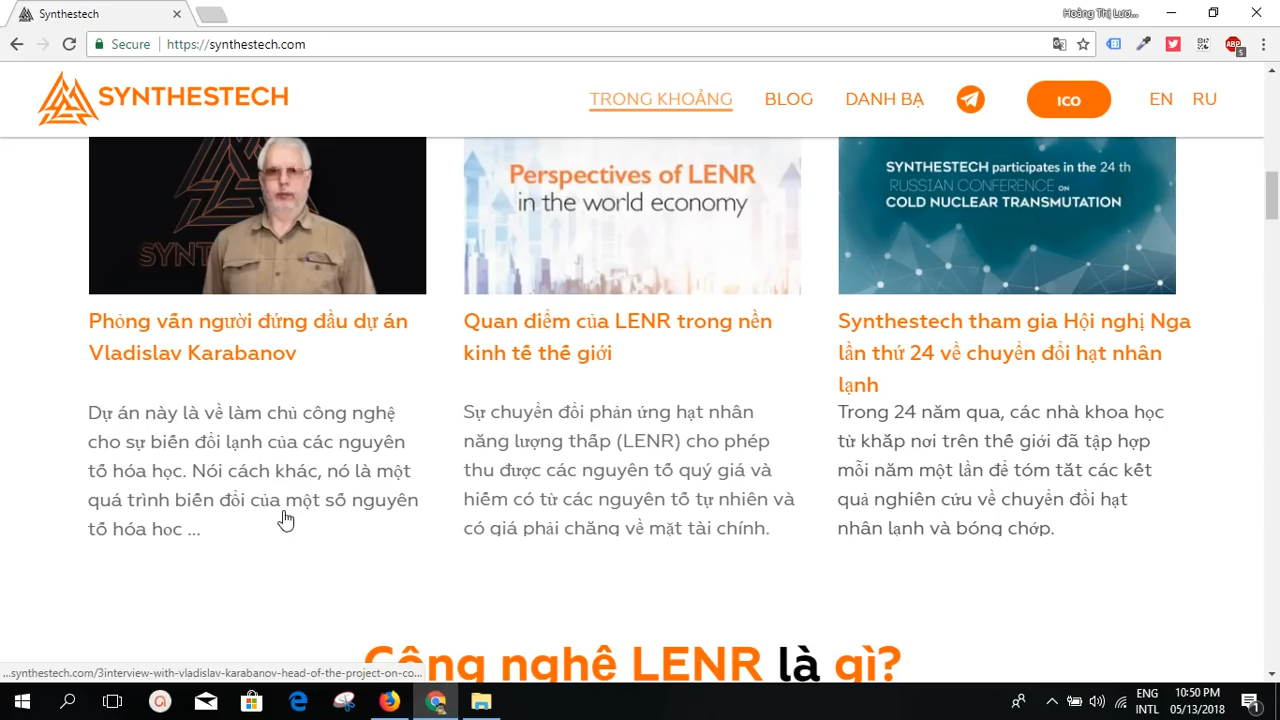 Synthestech
Hoàng Thị Lươ...
Secure https://synthestech.com
ABP
5
SYNTHESTECH
TRONG KHOẢNG
BLOG
DANH BẠ
ICO
EN
RU
SYNT
Perspectives of LENR
in the world economy
SYNTHESTECH participates in the 24 th
RUSSIAN CONFERENCE ON
COLD NUCLEAR TRANSMUTATION
Phỏng vấn người đứng đầu dự án
Vladislav Karabanov
Dự án này là về làm chủ công nghệ
cho sự biến đổi lạnh của các nguyên
tố hóa học. Nói cách khác, nó là một
quá trình biến đổi của một số nguyên
tố hóa học ...
Quan điểm của LENR trong nền
kinh tế thế giới
Sự chuyển đổi phản ứng hạt nhân
năng lượng thấp (LENR) cho phép
thu được các nguyên tố quý giá và
hiếm có từ các nguyên tố tự nhiên và
có giá phải chăng về mặt tài chính.
Synthestech tham gia Hội nghị Nga
lần thứ 24 về chuyển đổi hạt nhân
lạnh
Trong 24 năm qua, các nhà khoa học
từ khắp nơi trên thế giới đã tập hợp
mỗi năm một lần để tóm tắt các kết
quả nghiên cứu về chuyển đổi hạt
nhân lạnh và bóng chớp.
Công nghệ LENR là gì?
...synthestech.com/3interview-with-vladislav-karabanov-head-of-the-project-on-co...
ENG
INTL
10:50 PM
05/13/2018
1